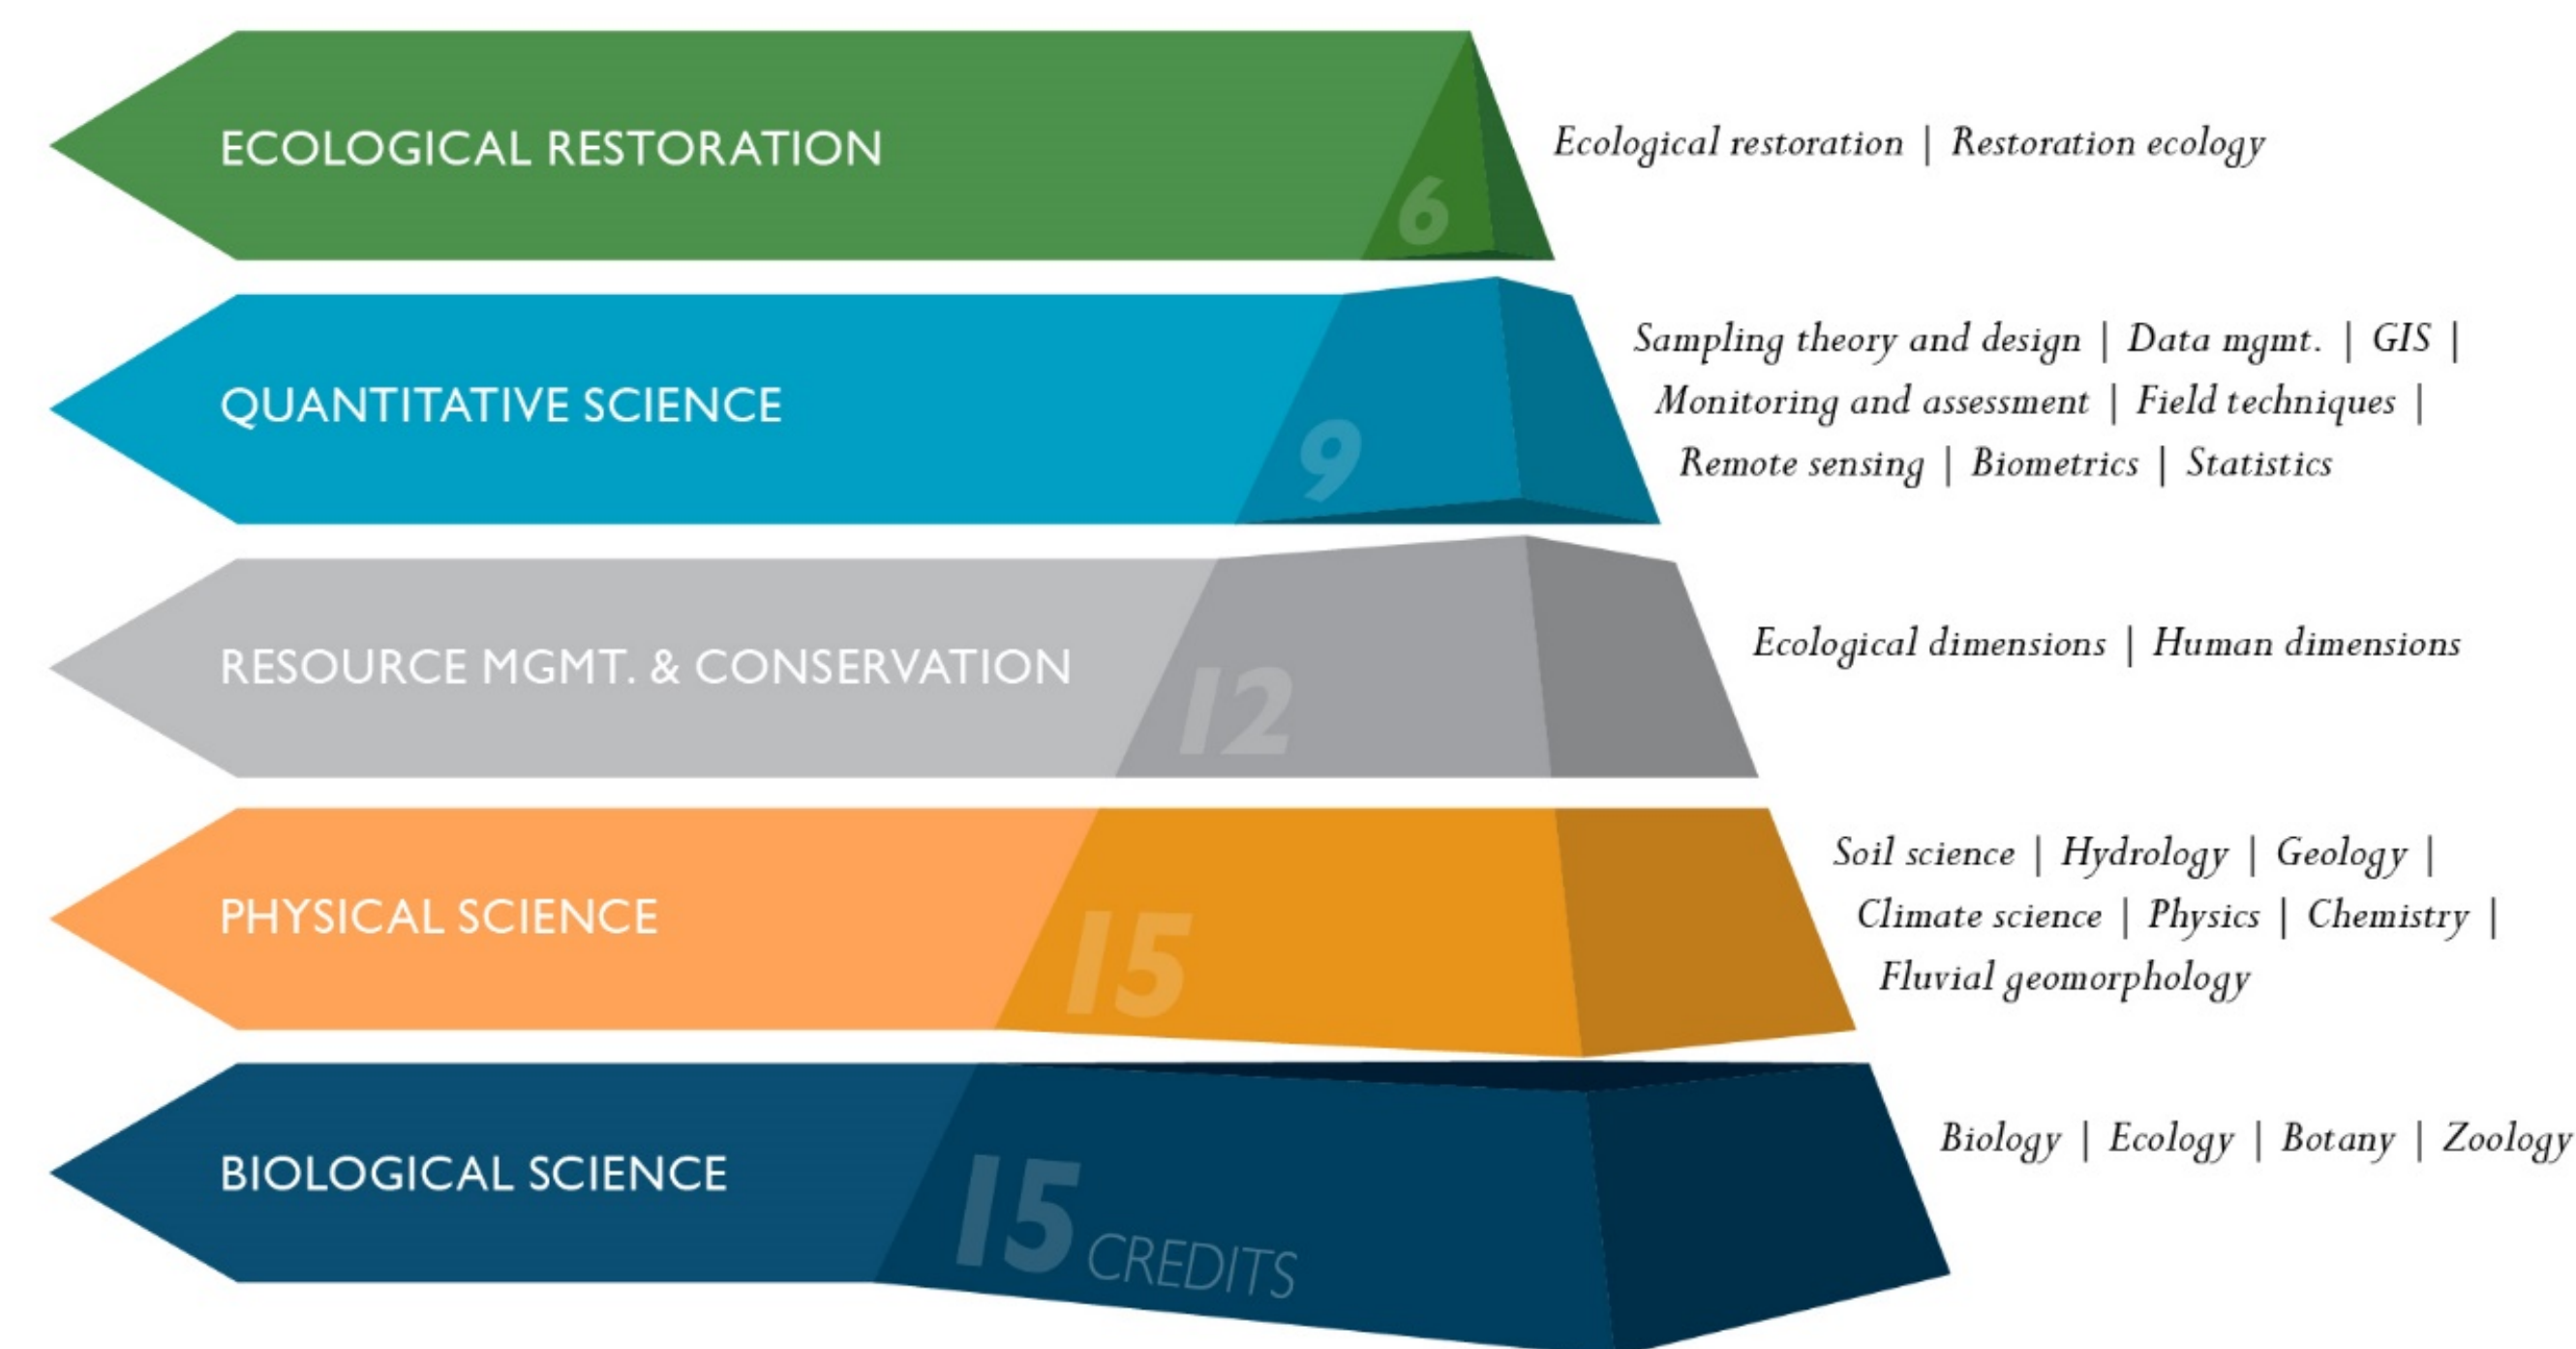 ECOLOGICAL RESTORATION
6
Ecological restoration | Restoration ecology
QUANTITATIVE SCIENCE
9
Sampling theory and design | Data mgmt. | GIS |
Monitoring and assessment | Field techniques |
Remote sensing | Biometrics | Statistics
RESOURCE MGMT. & CONSERVATION
12
Ecological dimensions | Human dimensions
PHYSICAL SCIENCE
15
Soil science | Hydrology | Geology |
Climate science | Physics | Chemistry |
Fluvial geomorphology
BIOLOGICAL SCIENCE
15 CREDITS
Biology | Ecology | Botany | Zoology